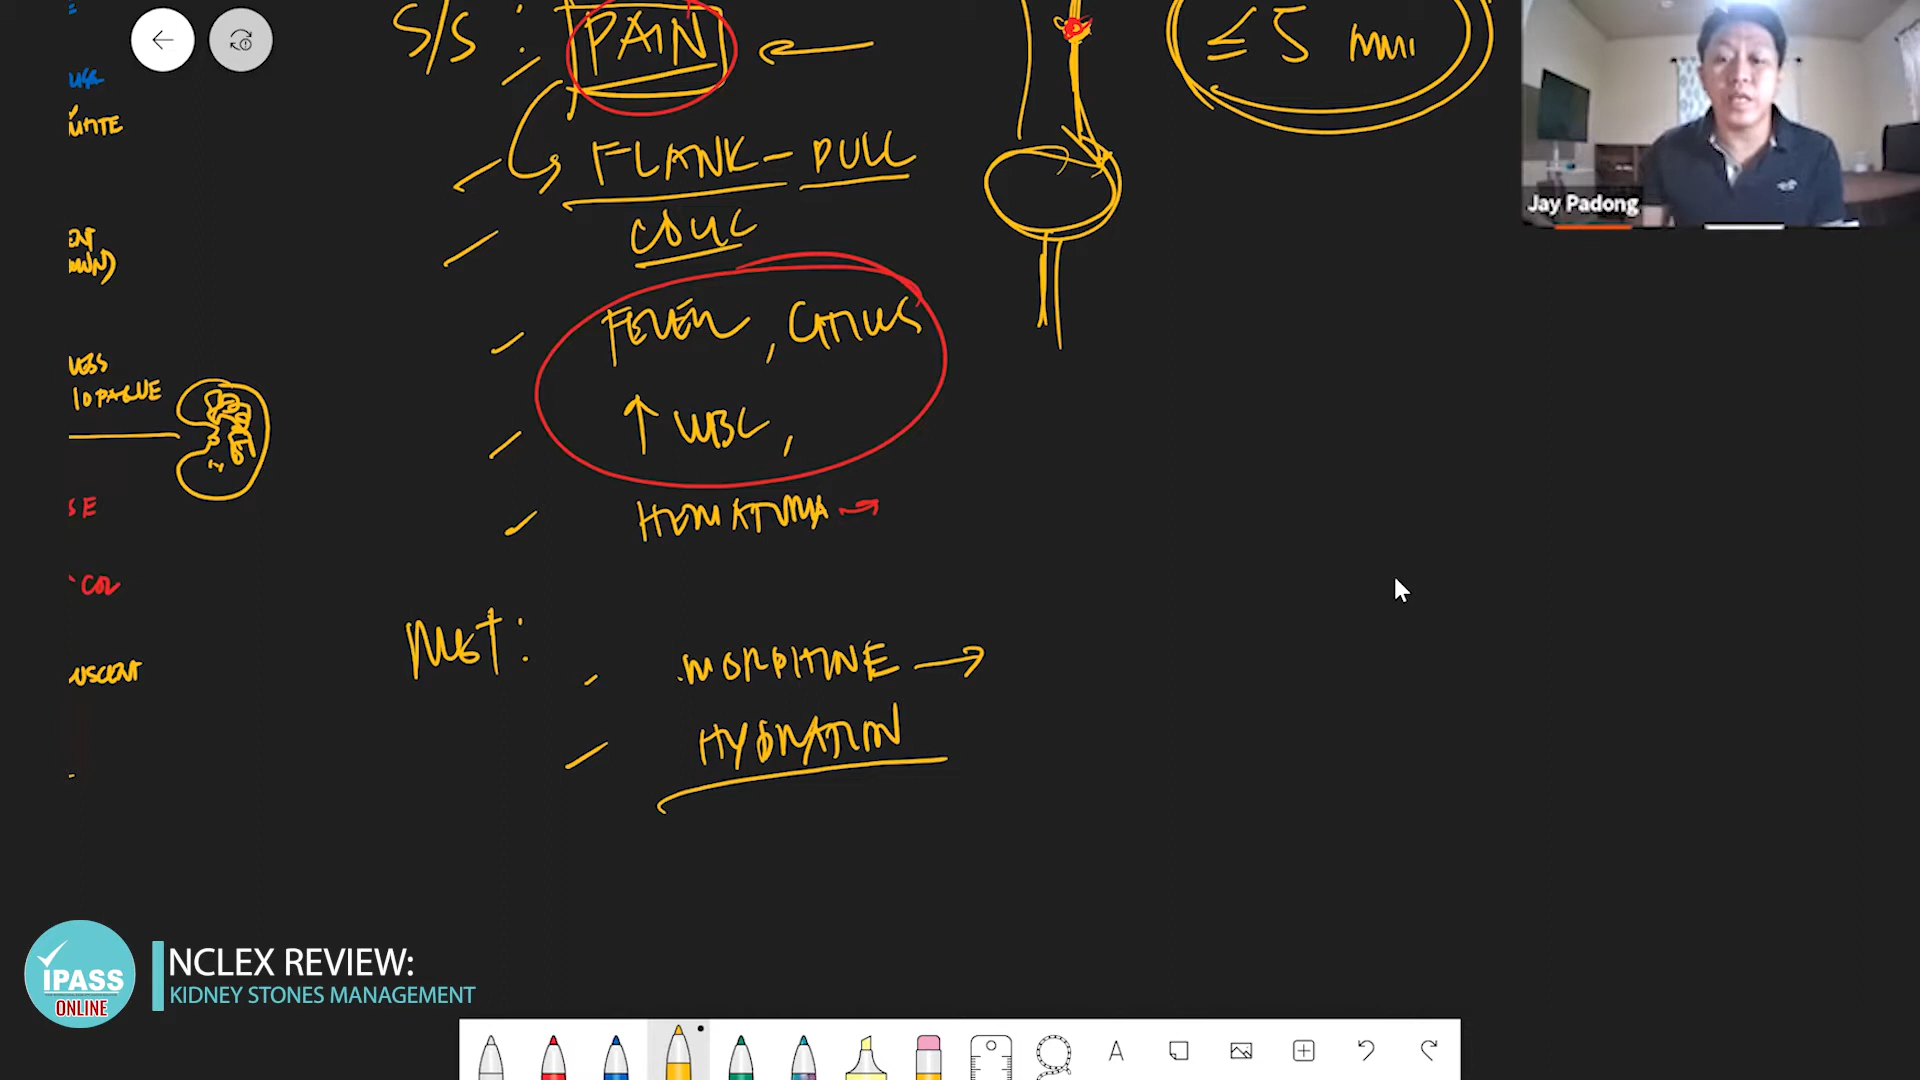 S/S : PAIN
≤ 5 mm
FLANK - DULL
COLIC
FEVER, CHILLS
↑ WBC,
HEMATURIA →
MGT:
MORPHINE →
HYDRATION
Jay Padong
IPASS
ONLINE
NCLEX REVIEW:
KIDNEY STONES MANAGEMENT
A